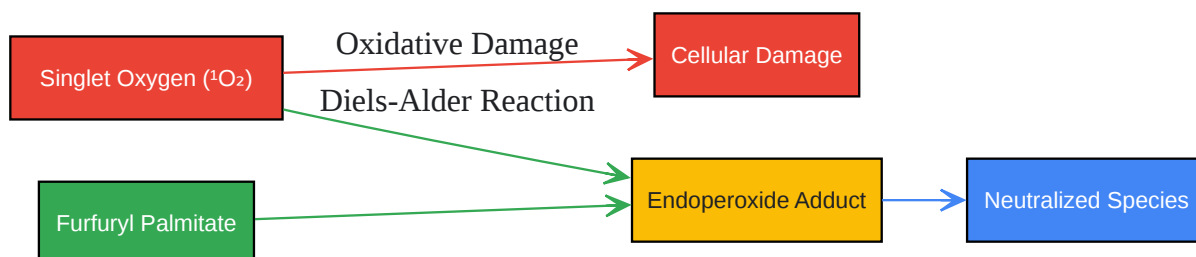 Oxidative Damage
Cellular Damage
Singlet Oxygen (¹O₂)
Diels-Alder Reaction
Endoperoxide Adduct
Neutralized Species
Furfuryl Palmitate